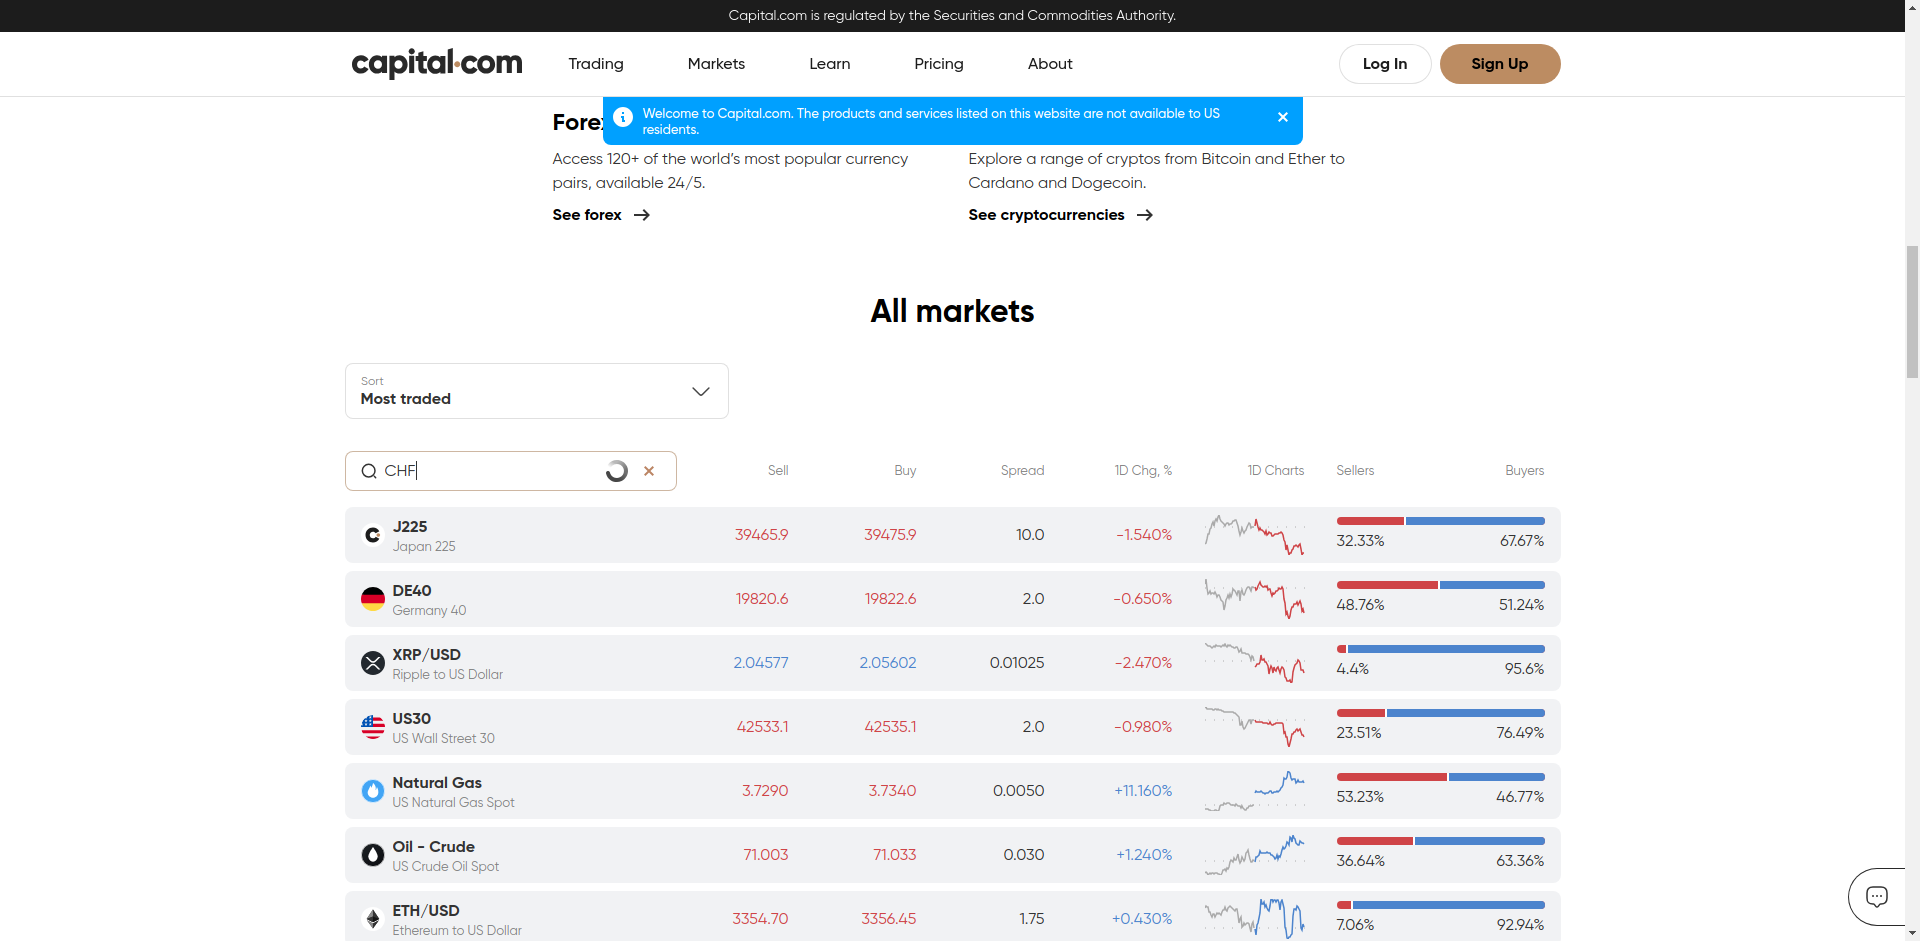 Capital.com is regulated by the Securities and Commodities Authority.
capital.com
Trading
Markets
Learn
Pricing
About
Log In
Sign Up
Welcome to Capital.com. The products and services listed on this website are not available to US
residents.
Forex
Access 120+ of the world's most popular currency
pairs, available 24/5.
See forex
Explore a range of cryptos from Bitcoin and Ether to
Cardano and Dogecoin.
See cryptocurrencies
All markets
Sort
Most traded
CHF
Sell
Buy
Spread
1D Chg, %
1D Charts
Sellers
Buyers
J225
Japan 225
39465.9
39475.9
10.0
-1.540%
32.33%
67.67%
DE40
Germany 40
19820.6
19822.6
2.0
-0.650%
48.76%
51.24%
XRP/USD
Ripple to US Dollar
2.04577
2.05602
0.01025
-2.470%
4.4%
95.6%
US30
US Wall Street 30
42533.1
42535.1
2.0
-0.980%
23.51%
76.49%
Natural Gas
US Natural Gas Spot
3.7290
3.7340
0.0050
+11.160%
53.23%
46.77%
Oil - Crude
US Crude Oil Spot
71.003
71.033
0.030
+1.240%
36.64%
63.36%
ETH/USD
Ethereum to US Dollar
3354.70
3356.45
1.75
+0.430%
7.06%
92.94%